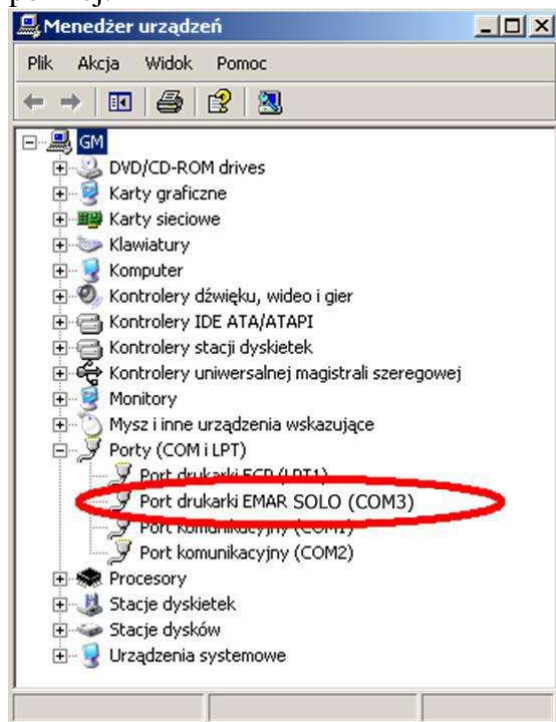 Menedżer urządzeń
Plik Akcja Widok Pomoc
GM
DVD/CD-ROM drives
Karty graficzne
Karty sieciowe
Klawiatury
Komputer
Kontrolery dźwięku, wideo i gier
Kontrolery IDE ATA/ATAPI
Kontrolery stacji dyskietek
Kontrolery uniwersalnej magistrali szeregowej
Monitory
Mysz i inne urządzenia wskazujące
Porty (COM i LPT)
Port drukarki ECP (LPT1)
Port drukarki EMAR SOLO (COM3)
Port komunikacyjny (COM1)
Port komunikacyjny (COM2)
Procesory
Stacje dyskietek
Stacje dysków
Urządzenia systemowe